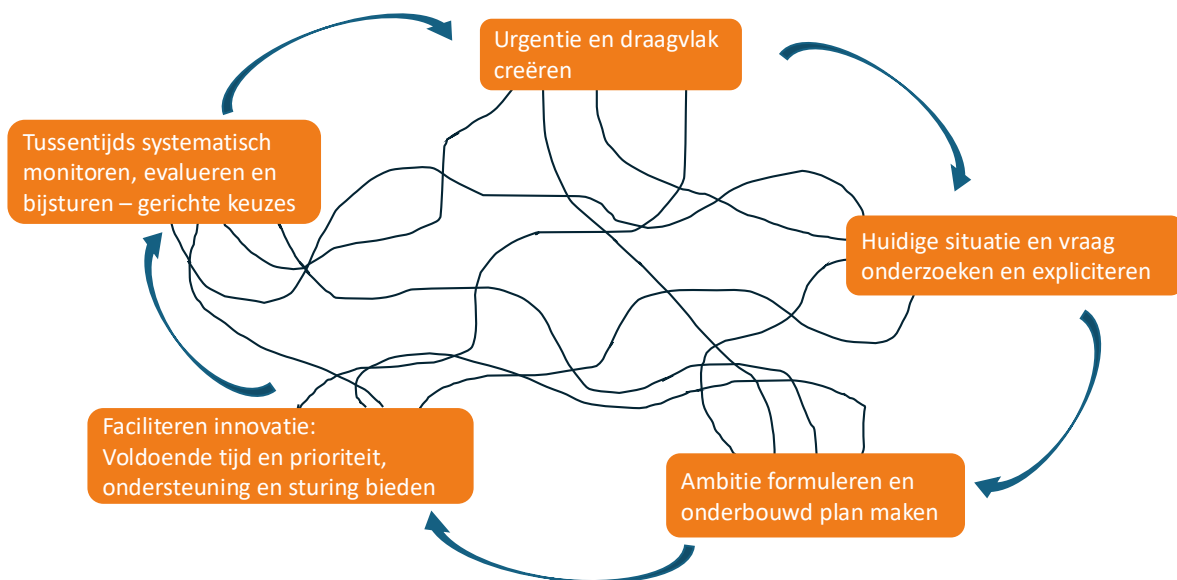 Urgentie en draagvlak
creëren
Tussentijds systematisch
monitoren, evalueren en
bijsturen – gerichte keuzes
Huidige situatie en vraag
onderzoeken en expliciteren
Faciliteren innovatie:
Voldoende tijd en prioriteit,
ondersteuning en sturing bieden
Ambitie formuleren en
onderbouwd plan maken